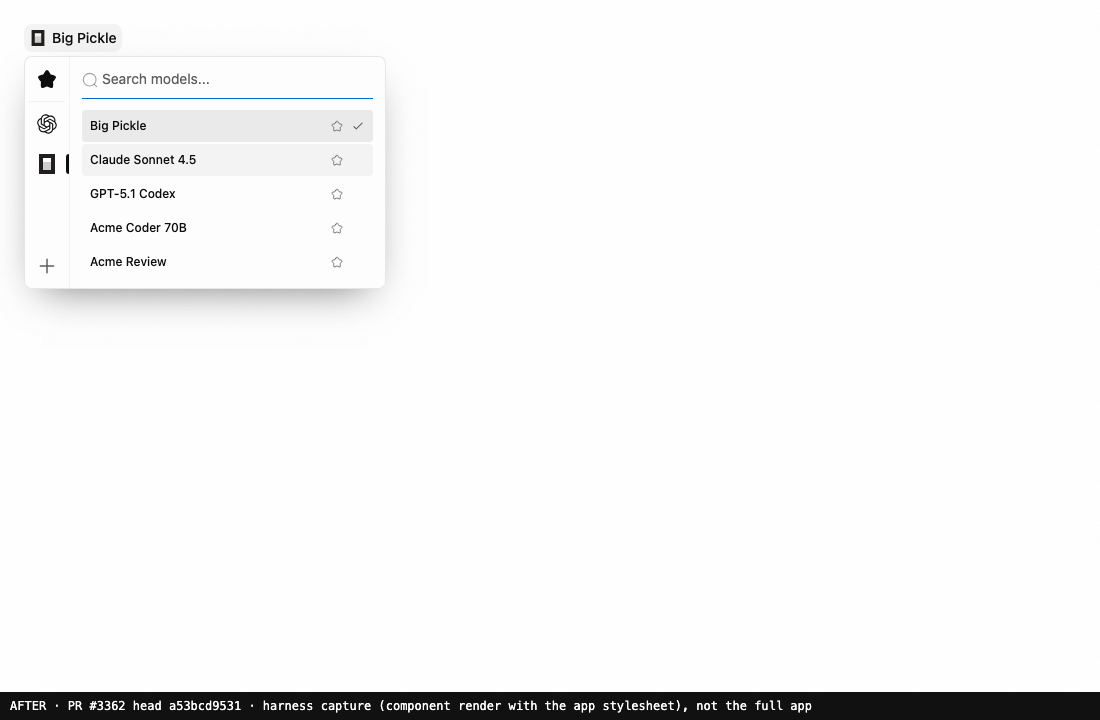 Big Pickle
Search models...
Big Pickle
Claude Sonnet 4.5
GPT-5.1 Codex
Acme Coder 70B
Acme Review
AFTER · PR #3362 head a53bcd9531 · harness capture (component render with the app stylesheet), not the full app